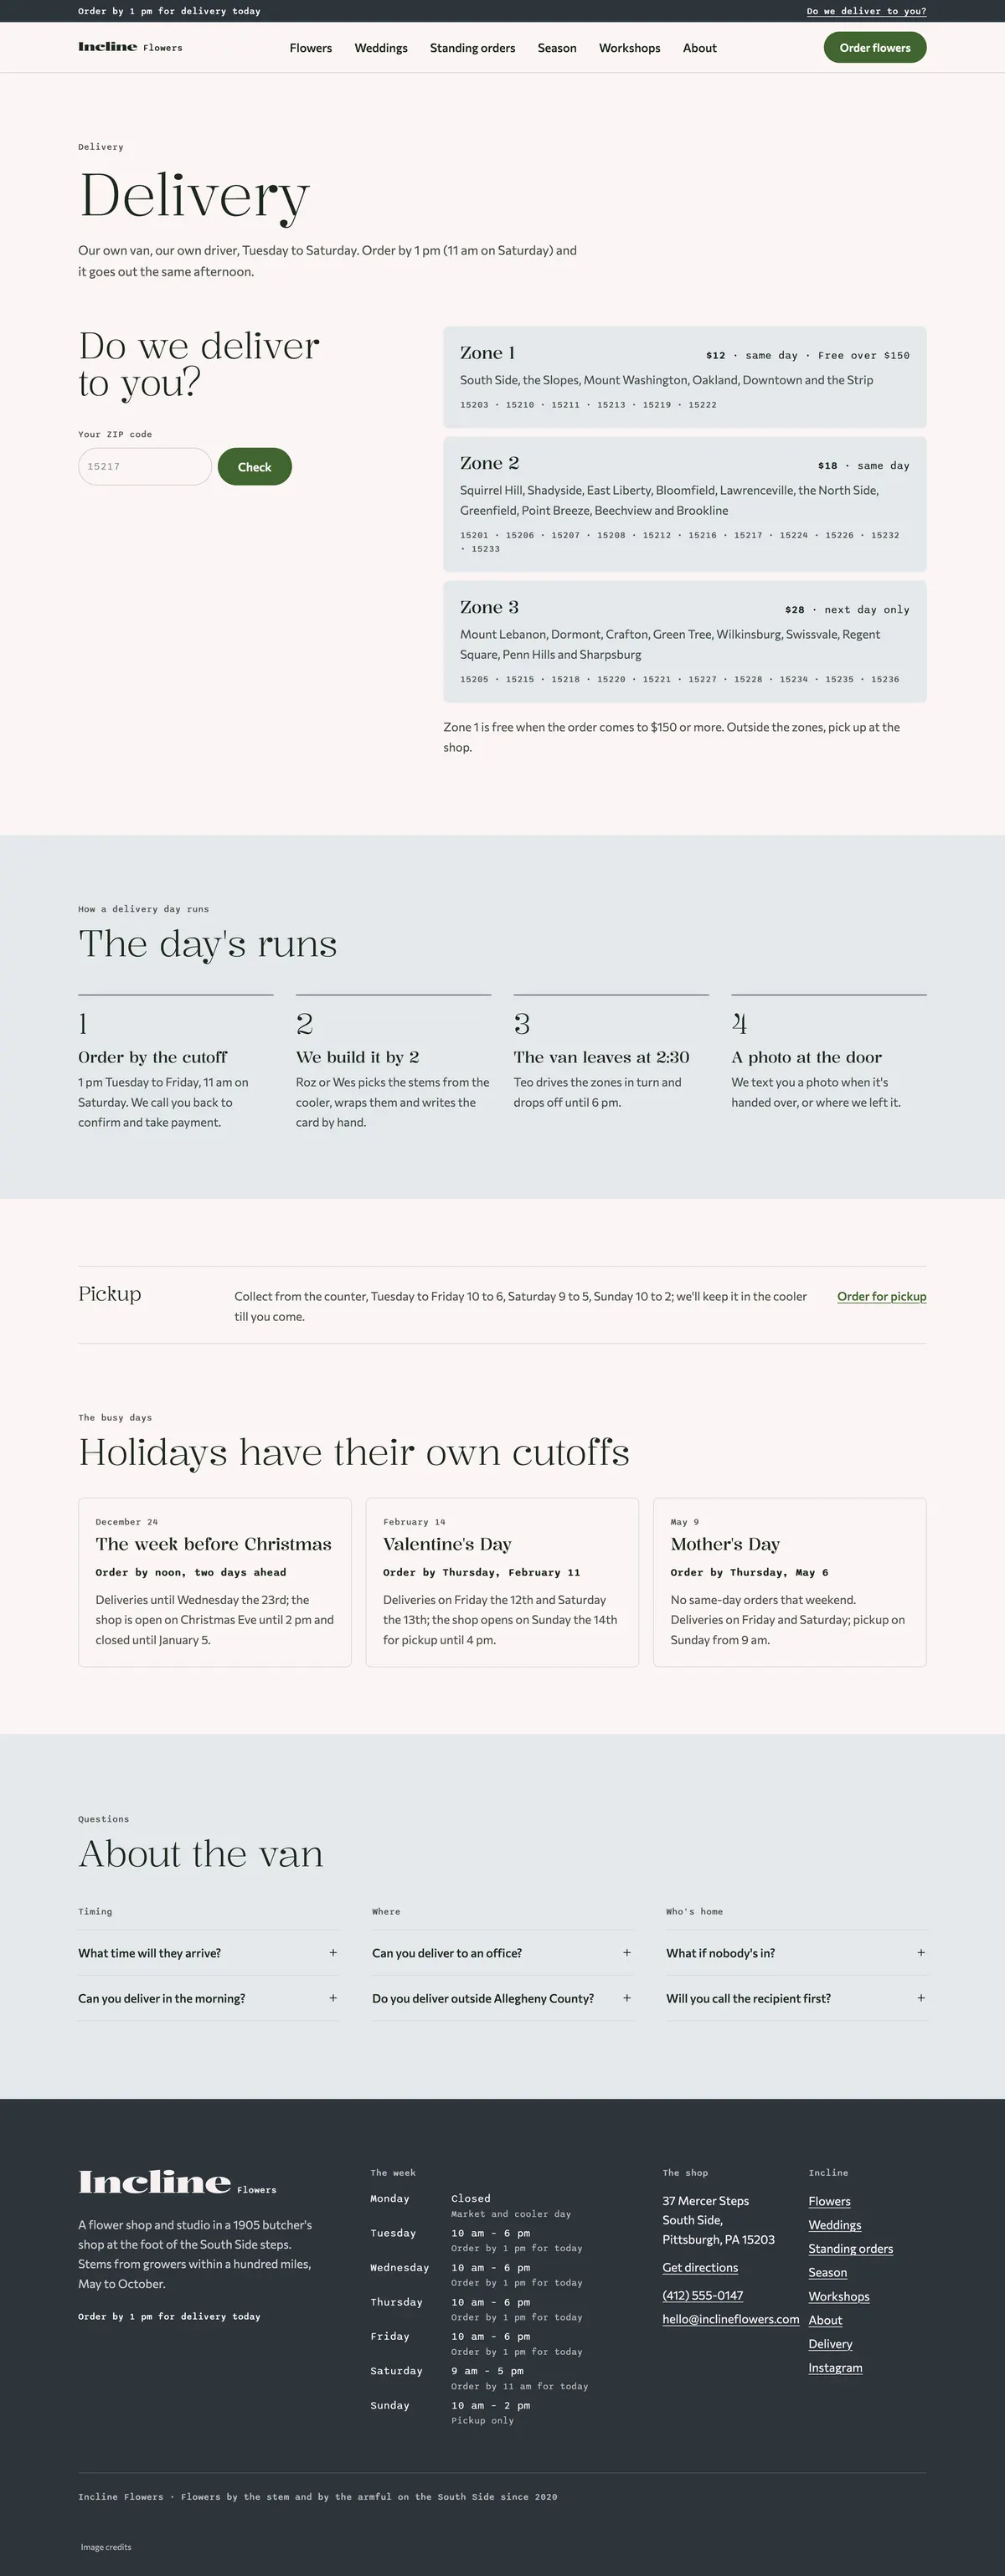 Order by 1 pm for delivery today
Do we deliver to you?
Incline Flowers
Flowers
Weddings
Standing orders
Season
Workshops
About
Order flowers
Delivery
Delivery
Our own van, our own driver, Tuesday to Saturday. Order by 1 pm (11 am on Saturday) and
it goes out the same afternoon.
Do we deliver
to you?
Your ZIP code
15217
Check
Zone 1
$12 · same day · Free over $150
South Side, the Slopes, Mount Washington, Oakland, Downtown and the Strip
15203 · 15210 · 15211 · 15213 · 15219 · 15222
Zone 2
$18 · same day
Squirrel Hill, Shadyside, East Liberty, Bloomfield, Lawrenceville, the North Side,
Greenfield, Point Breeze, Beechview and Brookline
15201 · 15206 · 15207 · 15208 · 15212 · 15216 · 15217 · 15224 · 15226 · 15232
· 15233
Zone 3
$28 · next day only
Mount Lebanon, Dormont, Crafton, Green Tree, Wilkinsburg, Swissvale, Regent
Square, Penn Hills and Sharpsburg
15205 · 15215 · 15218 · 15220 · 15221 · 15227 · 15228 · 15234 · 15235 · 15236
Zone 1 is free when the order comes to $150 or more. Outside the zones, pick up at the
shop.
How a delivery day runs
The day's runs
1
Order by the cutoff
1 pm Tuesday to Friday, 11 am on
Saturday. We call you back to
confirm and take payment.
2
We build it by 2
Roz or Wes picks the stems from the
cooler, wraps them and writes the
card by hand.
3
The van leaves at 2:30
Teo drives the zones in turn and
drops off until 6 pm.
4
A photo at the door
We text you a photo when it's
handed over, or where we left it.
Pickup
Collect from the counter, Tuesday to Friday 10 to 6, Saturday 9 to 5, Sunday 10 to 2; we'll keep it in the cooler
till you come.
Order for pickup
The busy days
Holidays have their own cutoffs
December 24
The week before Christmas
Order by noon, two days ahead
Deliveries until Wednesday the 23rd; the
shop is open on Christmas Eve until 2 pm and
closed until January 5.
February 14
Valentine's Day
Order by Thursday, February 11
Deliveries on Friday the 12th and Saturday
the 13th; the shop opens on Sunday the 14th
for pickup until 4 pm.
May 9
Mother's Day
Order by Thursday, May 6
No same-day orders that weekend.
Deliveries on Friday and Saturday; pickup on
Sunday from 9 am.
Questions
About the van
Timing
What time will they arrive? +
Can you deliver in the morning? +
Where
Can you deliver to an office? +
Do you deliver outside Allegheny County? +
Who's home
What if nobody's in? +
Will you call the recipient first? +
Incline Flowers
A flower shop and studio in a 1905 butcher's
shop at the foot of the South Side steps.
Stems from growers within a hundred miles,
May to October.
Order by 1 pm for delivery today
The week
Monday Closed
Market and cooler day
Tuesday 10 am - 6 pm
Order by 1 pm for today
Wednesday 10 am - 6 pm
Order by 1 pm for today
Thursday 10 am - 6 pm
Order by 1 pm for today
Friday 10 am - 6 pm
Order by 1 pm for today
Saturday 9 am - 5 pm
Order by 11 am for today
Sunday 10 am - 2 pm
Pickup only
The shop
37 Mercer Steps
South Side,
Pittsburgh, PA 15203
Get directions
(412) 555-0147
hello@inclineflowers.com
Incline
Flowers
Weddings
Standing orders
Season
Workshops
About
Delivery
Instagram
Incline Flowers · Flowers by the stem and by the armful on the South Side since 2020
Image credits